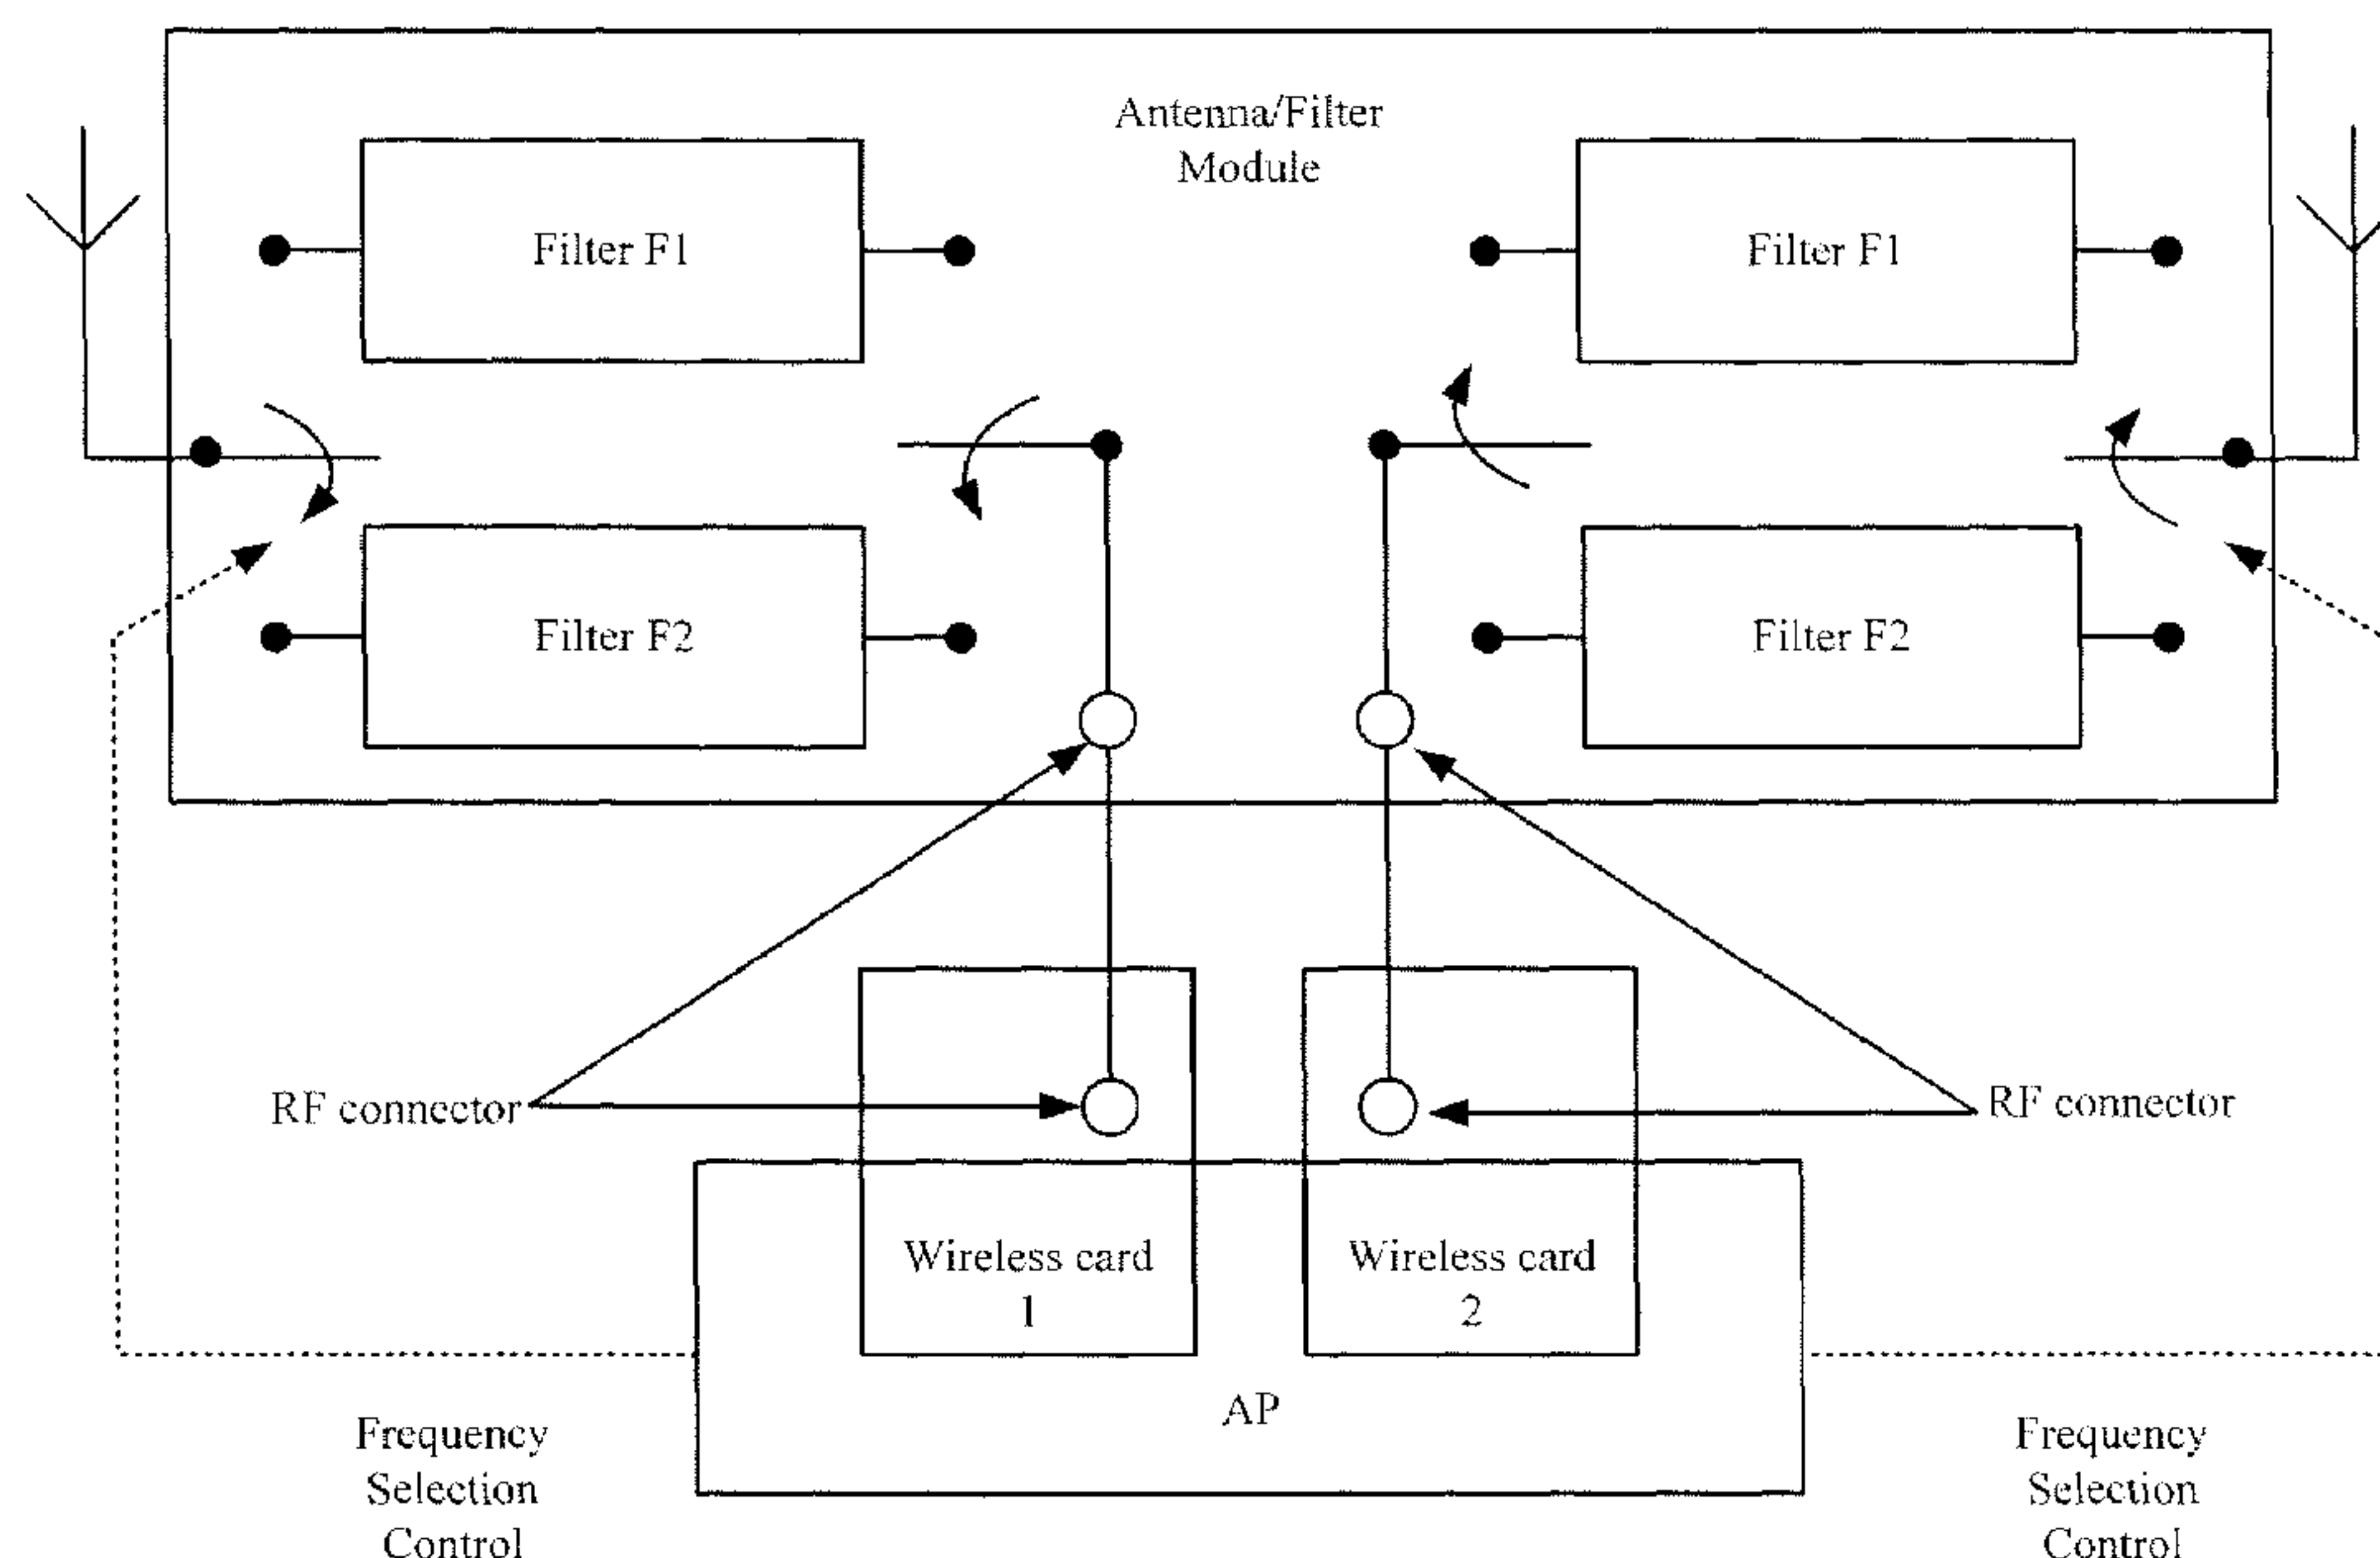 Antenna/Filter
Module
Filter F1
Filter F1
Filter F2
Filter F2
RF connector
RF connector
Wireless card
1
Wireless card
2
AP
Frequency
Selection
Control
Frequency
Selection
Control